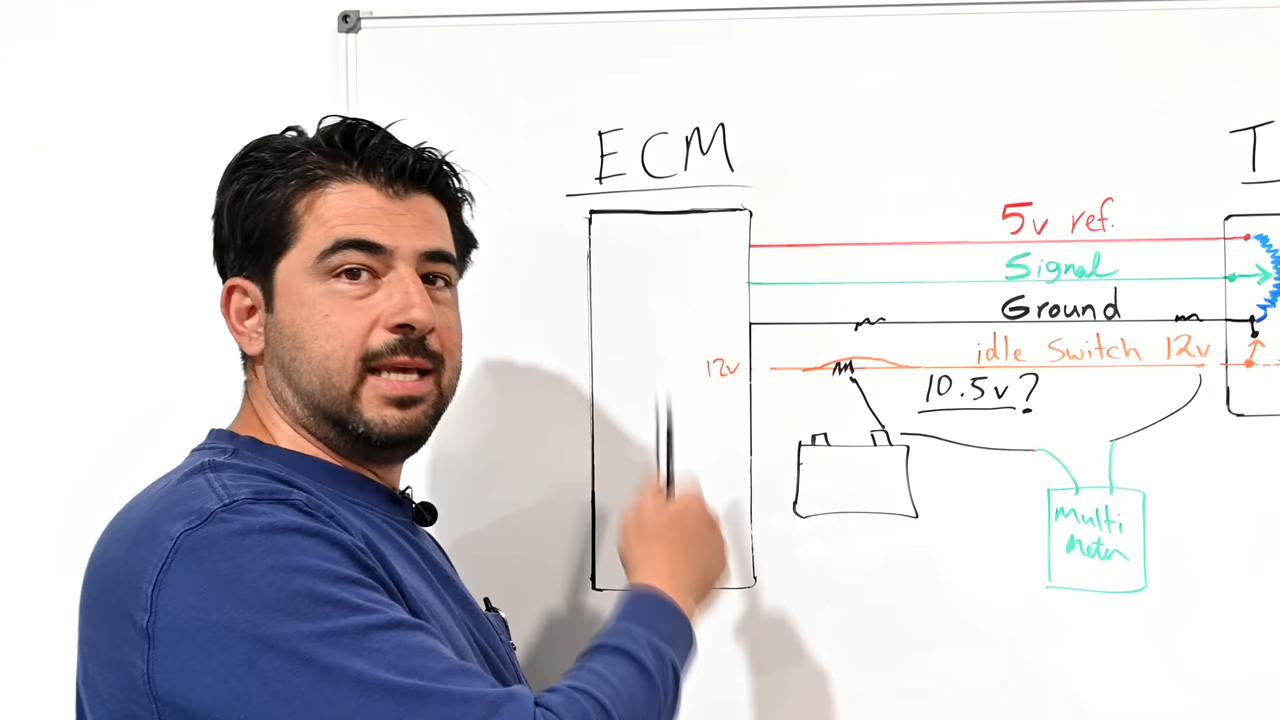 ECM
T
5v ref.
Signal
Ground
idle Switch 12v
12v
10.5v?
Multi
Meter